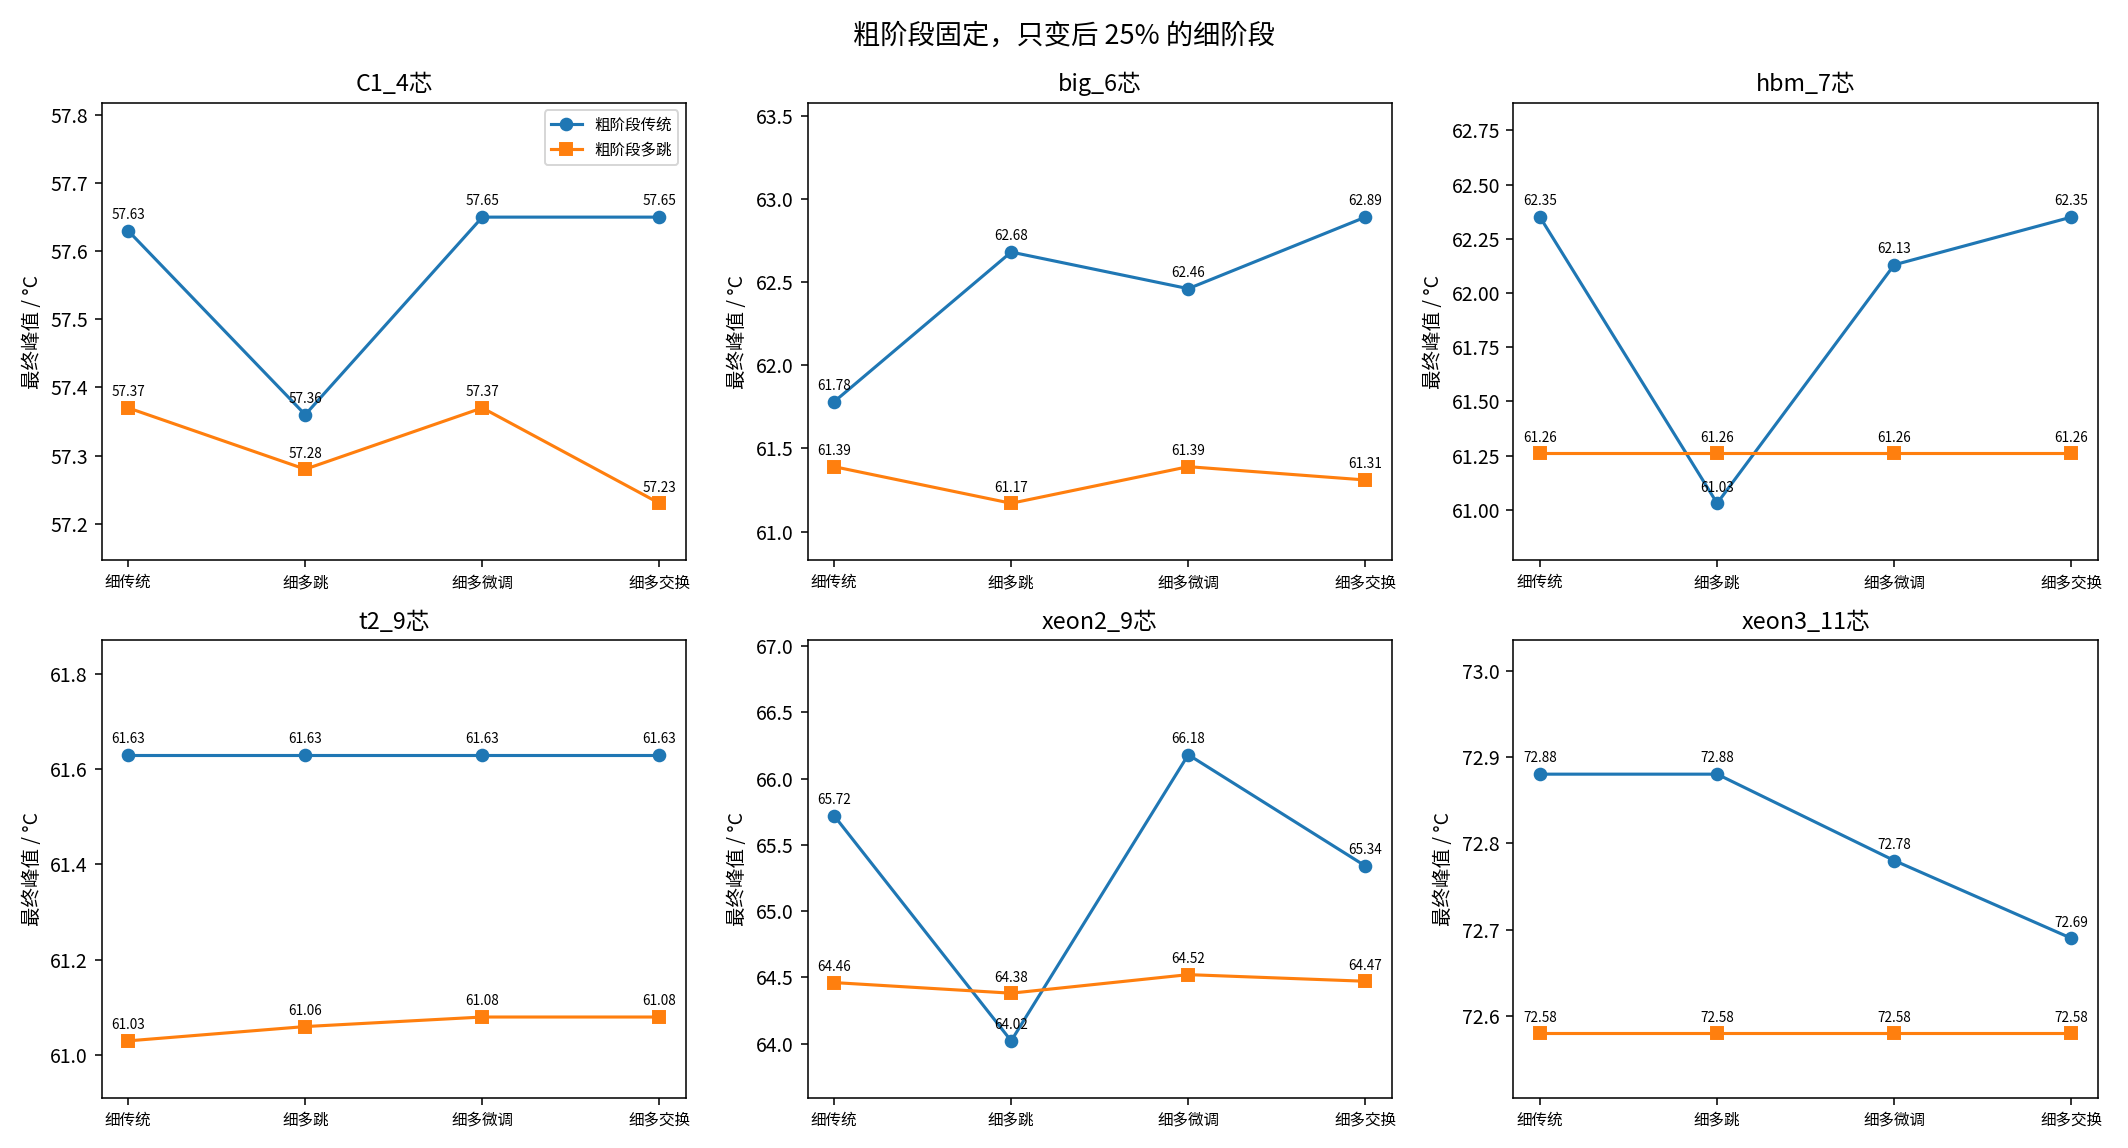 粗阶段固定，只变后 25% 的细阶段
C1_4芯
最终峰值 / °C
57.8
57.7
57.6
57.5
57.4
57.3
57.2
粗阶段传统
粗阶段多跳
57.63
57.36
57.65
57.65
57.37
57.28
57.37
57.23
细传统
细多跳
细多微调
细多交换
big_6芯
最终峰值 / °C
63.5
63.0
62.5
62.0
61.5
61.0
61.78
62.68
62.46
62.89
61.39
61.17
61.39
61.31
细传统
细多跳
细多微调
细多交换
hbm_7芯
最终峰值 / °C
62.75
62.50
62.25
62.00
61.75
61.50
61.25
61.00
62.35
61.03
62.13
62.35
61.26
61.26
61.26
61.26
细传统
细多跳
细多微调
细多交换
t2_9芯
最终峰值 / °C
61.8
61.6
61.4
61.2
61.0
61.63
61.63
61.63
61.63
61.03
61.06
61.08
61.08
细传统
细多跳
细多微调
细多交换
xeon2_9芯
最终峰值 / °C
67.0
66.5
66.0
65.5
65.0
64.5
64.0
65.72
64.02
66.18
65.34
64.46
64.38
64.52
64.47
细传统
细多跳
细多微调
细多交换
xeon3_11芯
最终峰值 / °C
73.0
72.9
72.8
72.7
72.6
72.88
72.88
72.78
72.69
72.58
72.58
72.58
72.58
细传统
细多跳
细多微调
细多交换